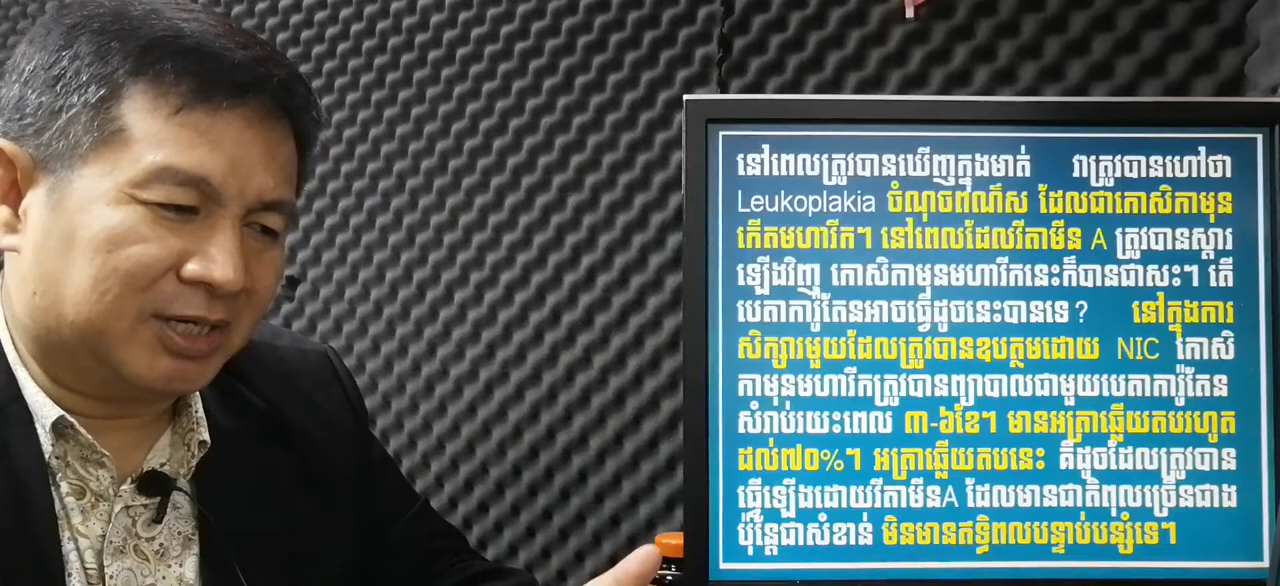 នៅពេលត្រូវបានឃើញក្នុងមាត់ វាត្រូវបានហៅថា
Leukoplakia ចំណុចពណ៌ស ដែលជាកោសិកាមុន
កើតមហារីក។ នៅពេលដែលវីតាមីន A ត្រូវបានស្តារ
ឡើងវិញ កោសិកាមុនមហារីកនេះក៏បានជាសះ។ តើ
បេតាការ៉ូតែនអាចធ្វើដូចនេះបានទេ? នៅក្នុងការ
សិក្សារមួយដែលត្រូវបានឧបត្ថមដោយ NIC កោសិ
កាមុនមហារីកត្រូវបានព្យាបាលជាមួយបេតាការ៉ូតែន
សំរាប់រយះពេល ៣-៦ខែ។ មានអត្រាឆ្លើយតបរហូត
ដល់៧០%។ អត្រាឆ្លើយតបនេះ គឺដូចដែលត្រូវបាន
ធ្វើឡើងដោយវីតាមីនA ដែលមានជាតិពុលច្រើនជាង
ប៉ុន្តែជាសំខាន់ មិនមានឥទ្ធិពលបន្ទាប់បន្សំទេ។